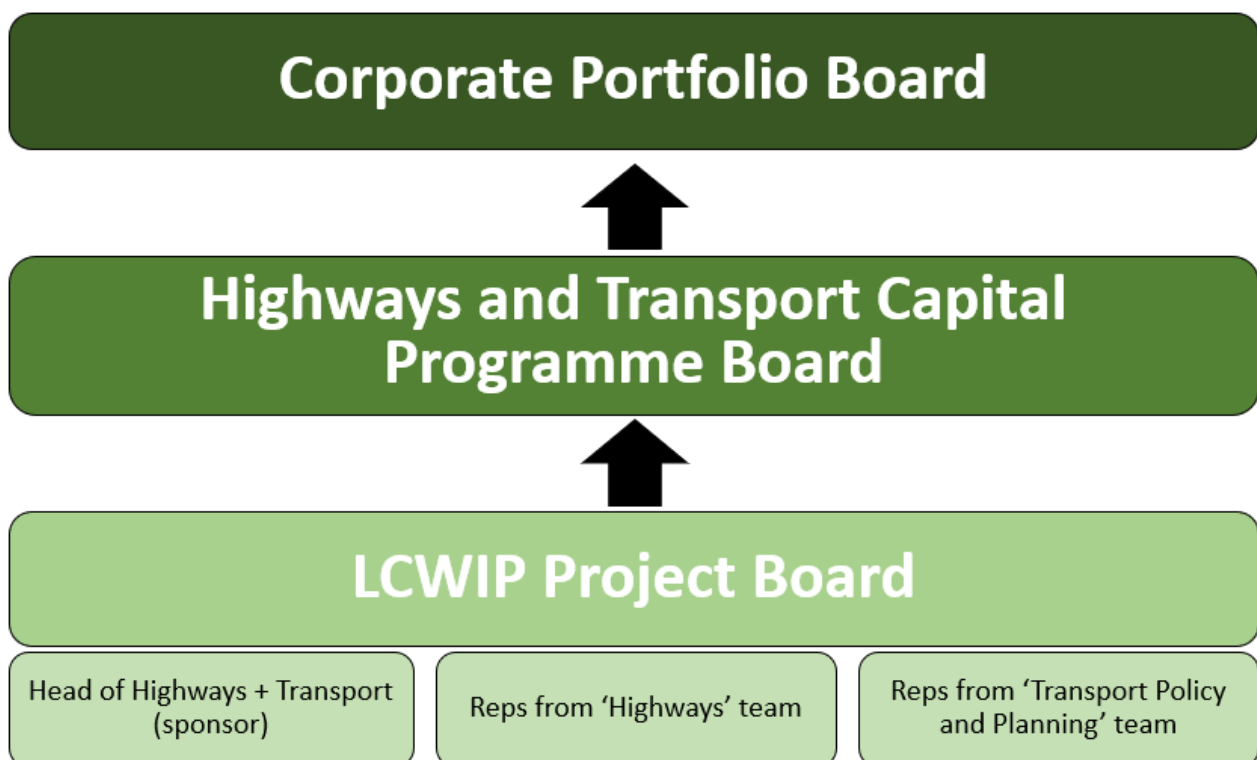 Corporate Portfolio Board
Highways and Transport Capital
Programme Board
LCWIP Project Board
Head of Highways + Transport
(sponsor)
Reps from ‘Highways’ team
Reps from ‘Transport Policy
and Planning’ team